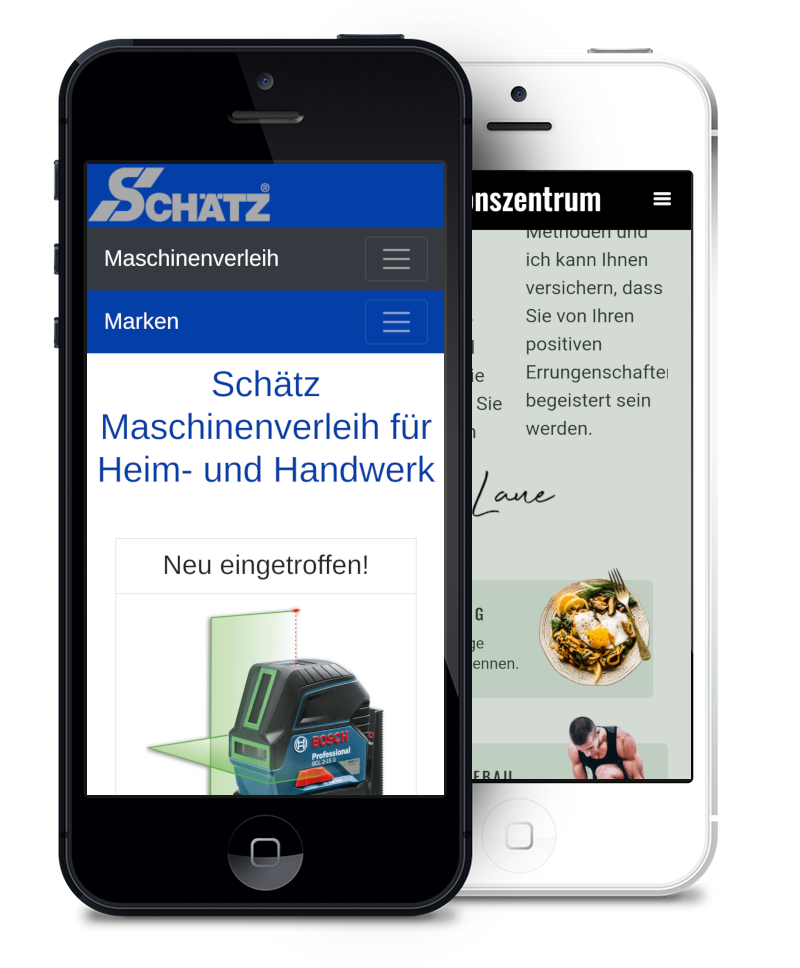 SCHÄTZ®
Maschinenverleih
Marken
Schätz
Maschinenverleih für
Heim- und Handwerk
Neu eingetroffen!
BOSCH
Professional
GCL 2-15 G
onszentrum
Methoden und
ich kann Ihnen
versichern, dass
Sie von Ihren
positiven
Errungenschaften
begeistert sein
werden.
ie
Sie
n
G
ge
ennen.
EBAU